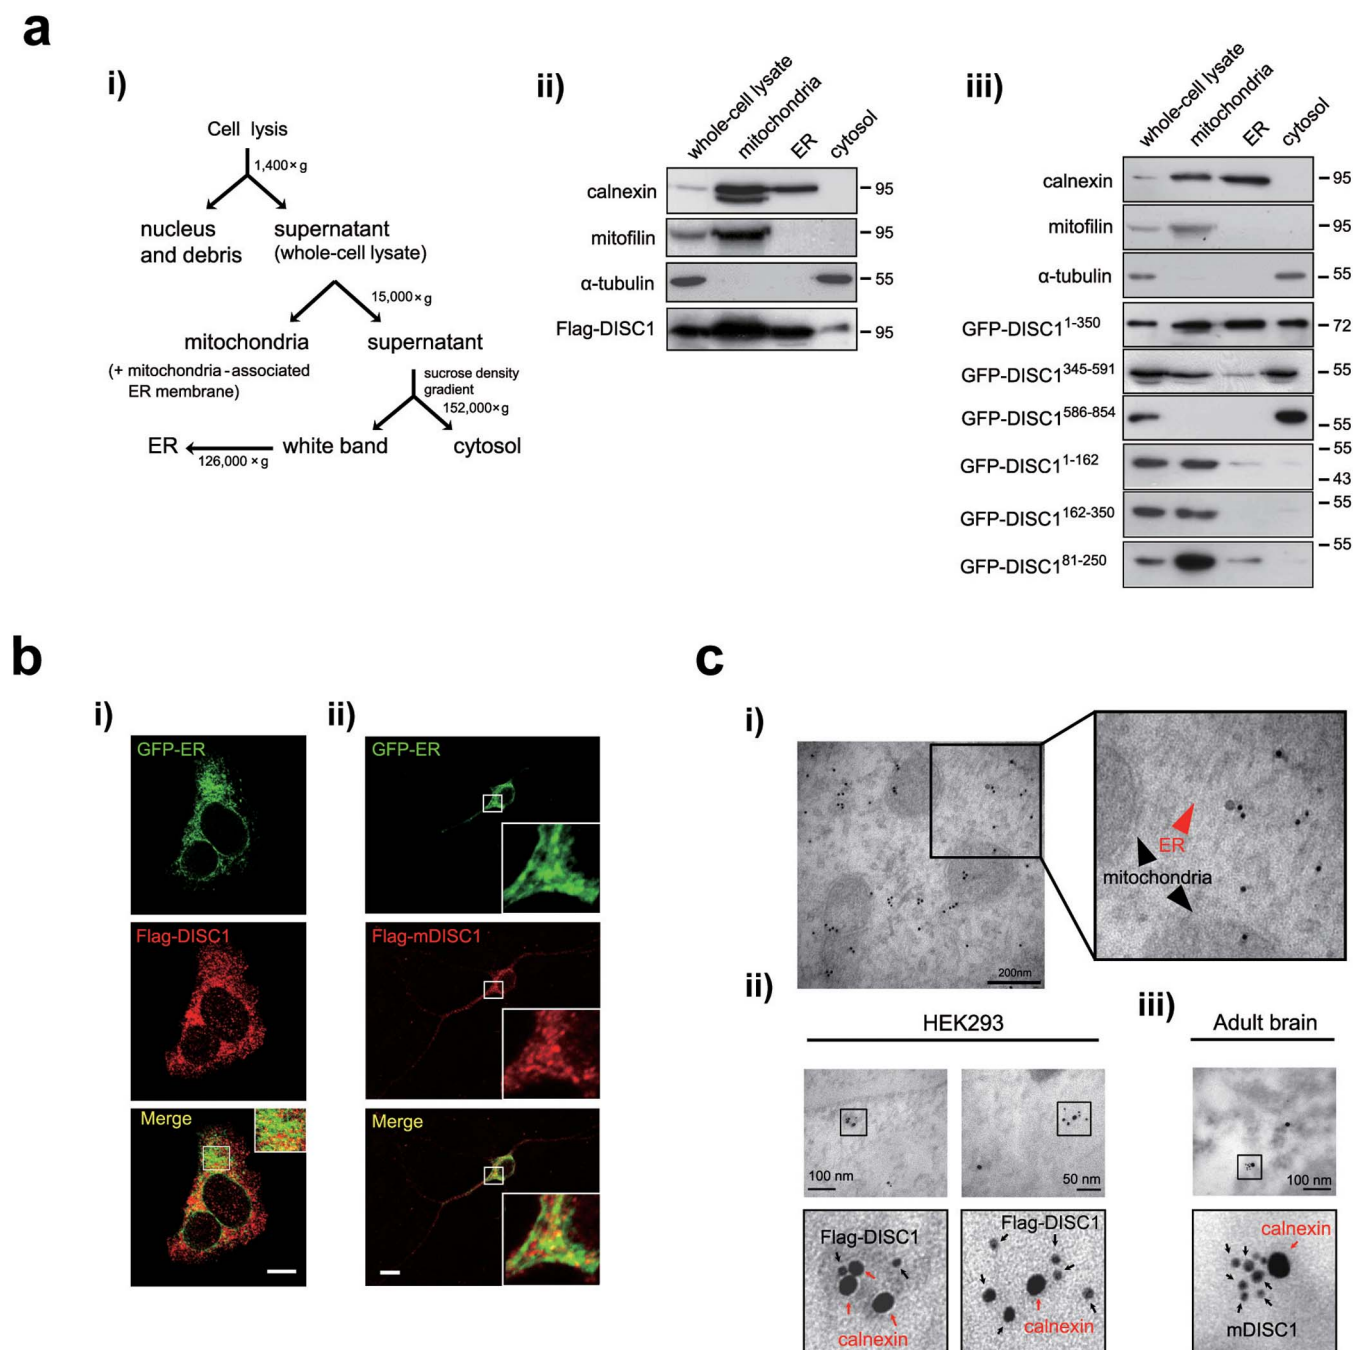 a
i)
Cell lysis
1,400×g
nucleus
and debris
supernatant
(whole-cell lysate)
15,000×g
mitochondria
(+ mitochondria-associated
ER membrane)
supernatant
sucrose density
gradient
152,000×g
ER
126,000×g
white band
cytosol
ii)
whole-cell lysate
mitochondria
ER
cytosol
calnexin
95
mitofilin
95
α-tubulin
55
Flag-DISC1
95
iii)
whole-cell lysate
mitochondria
ER
cytosol
calnexin
95
mitofilin
95
α-tubulin
55
GFP-DISC1 1-350
72
GFP-DISC1 345-591
55
GFP-DISC1 586-854
55
55
GFP-DISC1 1-162
43
55
GFP-DISC1 162-350
55
GFP-DISC1 81-250
b
i)
GFP-ER
Flag-DISC1
Merge
ii)
GFP-ER
Flag-mDISC1
Merge
c
i)
200nm
ER
mitochondria
ii)
HEK293
100 nm
50 nm
Flag-DISC1
calnexin
Flag-DISC1
calnexin
iii)
Adult brain
100 nm
calnexin
mDISC1